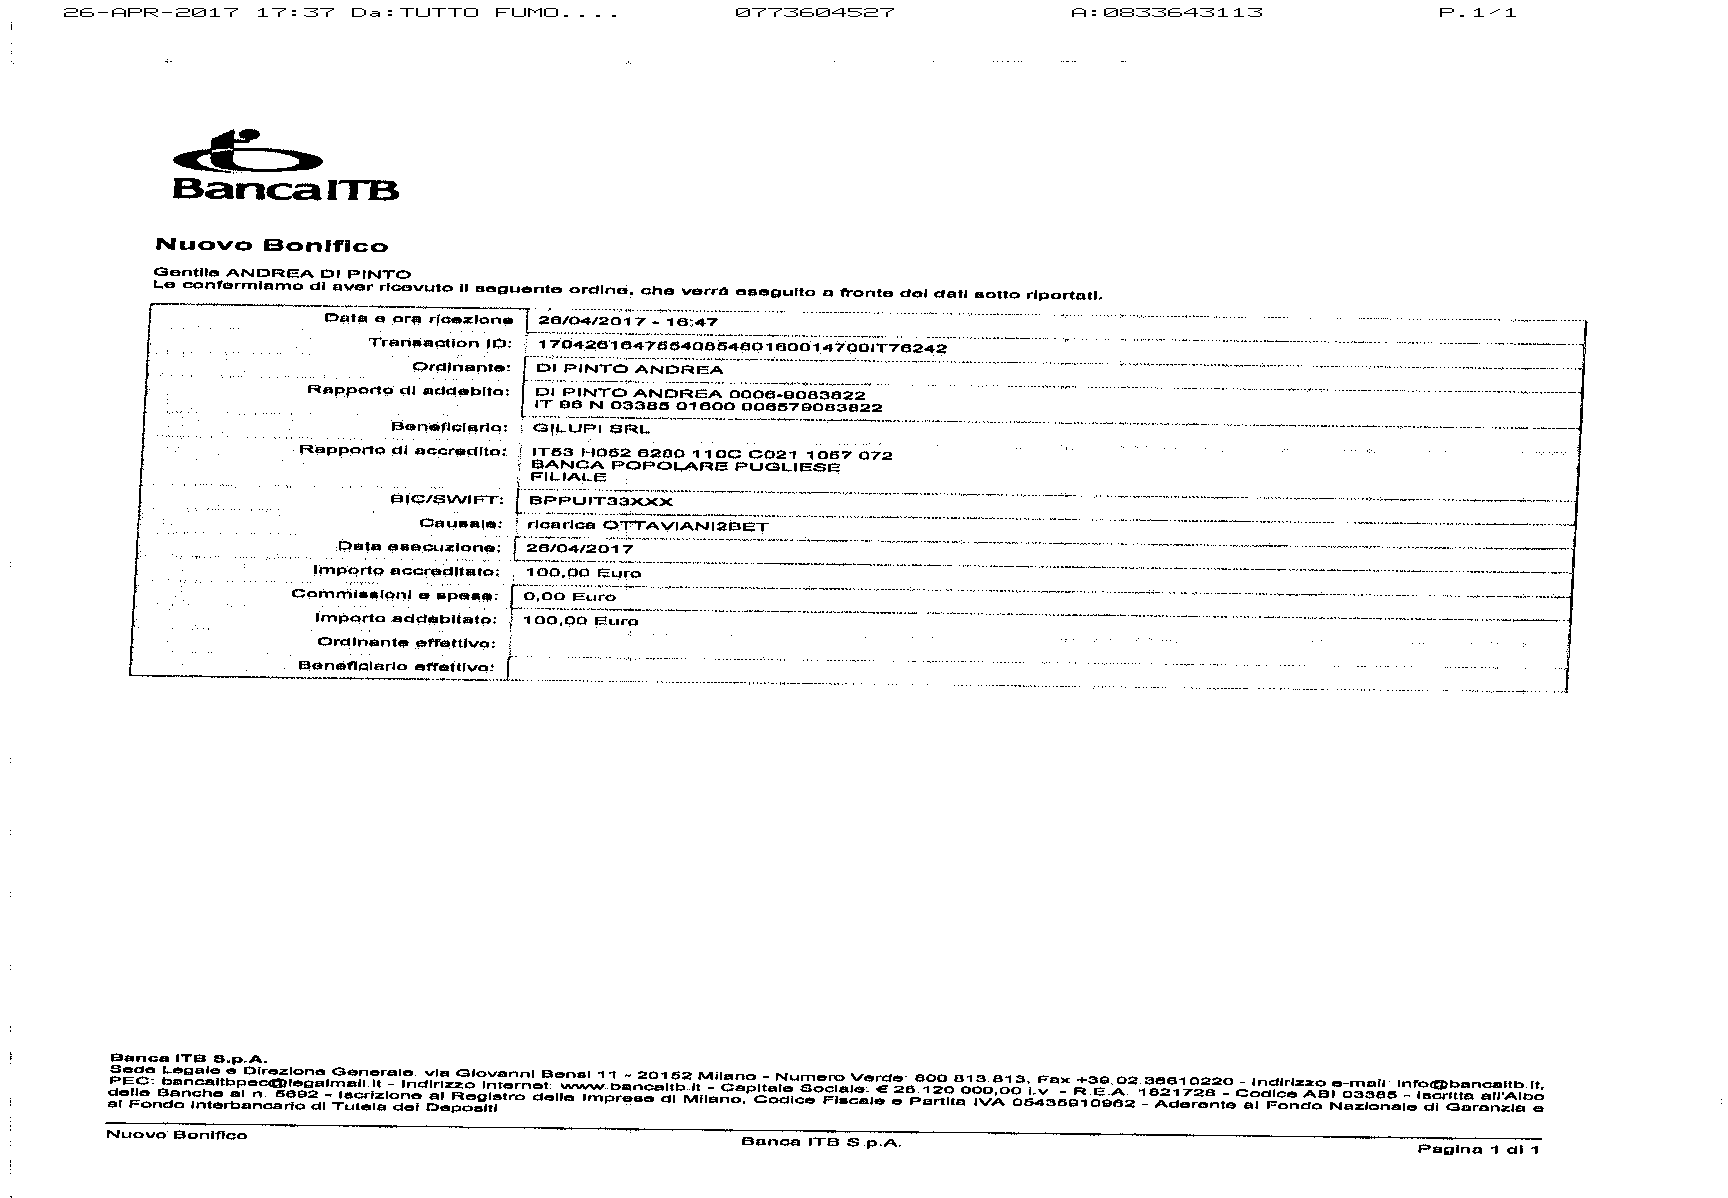 26-APR-2017 17:37 Da:TUTTO FUMO.... 0773604527 A:0833643113 P.1/1
BancaITB
Nuovo Bonifico
Gentile ANDREA DI PINTO
Le confermiamo di aver ricevuto il seguente ordine, che verrà eseguito a fronte dei dati sotto riportati.
Data e ora ricezione 26/04/2017 - 16:47
Transaction ID: 1704261647554085480160014700IT76242
Ordinante: DI PINTO ANDREA
Rapporto di addebito: DI PINTO ANDREA 0006-9083822
IT 86 N 03385 01600 006579083822
Beneficiario: GILUPI SRL
Rapporto di accredito: IT53 H052 6280 110C C021 1057 072
BANCA POPOLARE PUGLIESE
FILIALE
BIC/SWIFT: BPPUIT33XXX
Causale: ricarica OTTAVIANI2BET
Data esecuzione: 26/04/2017
Importo accreditato: 100,00 Euro
Commissioni e spese: 0,00 Euro
Importo addebitato: 100,00 Euro
Ordinante effettivo:
Beneficiario effettivo:
Banca ITB S.p.A.
Sede Legale e Direzione Generale: via Giovanni Bensi 11 - 20152 Milano - Numero Verde: 800 813.813, Fax +39.02.36610220 - Indirizzo e-mail: info@bancaitb.it,
PEC: bancaitbpec@legalmail.it - Indirizzo Internet: www.bancaitb.it - Capitale Sociale: € 25.120 000,00 i.v - R.E.A. 1821728 - Codice ABI 03385 - Iscritta all'Albo
delle Banche al n. 5692 - Iscrizione al Registro delle Imprese di Milano, Codice Fiscale e Partita IVA 05435910962 - Aderente al Fondo Nazionale di Garanzia e
al Fondo Interbancario di Tutela dei Depositi
Nuovo Bonifico Banca ITB S.p.A. Pagina 1 di 1